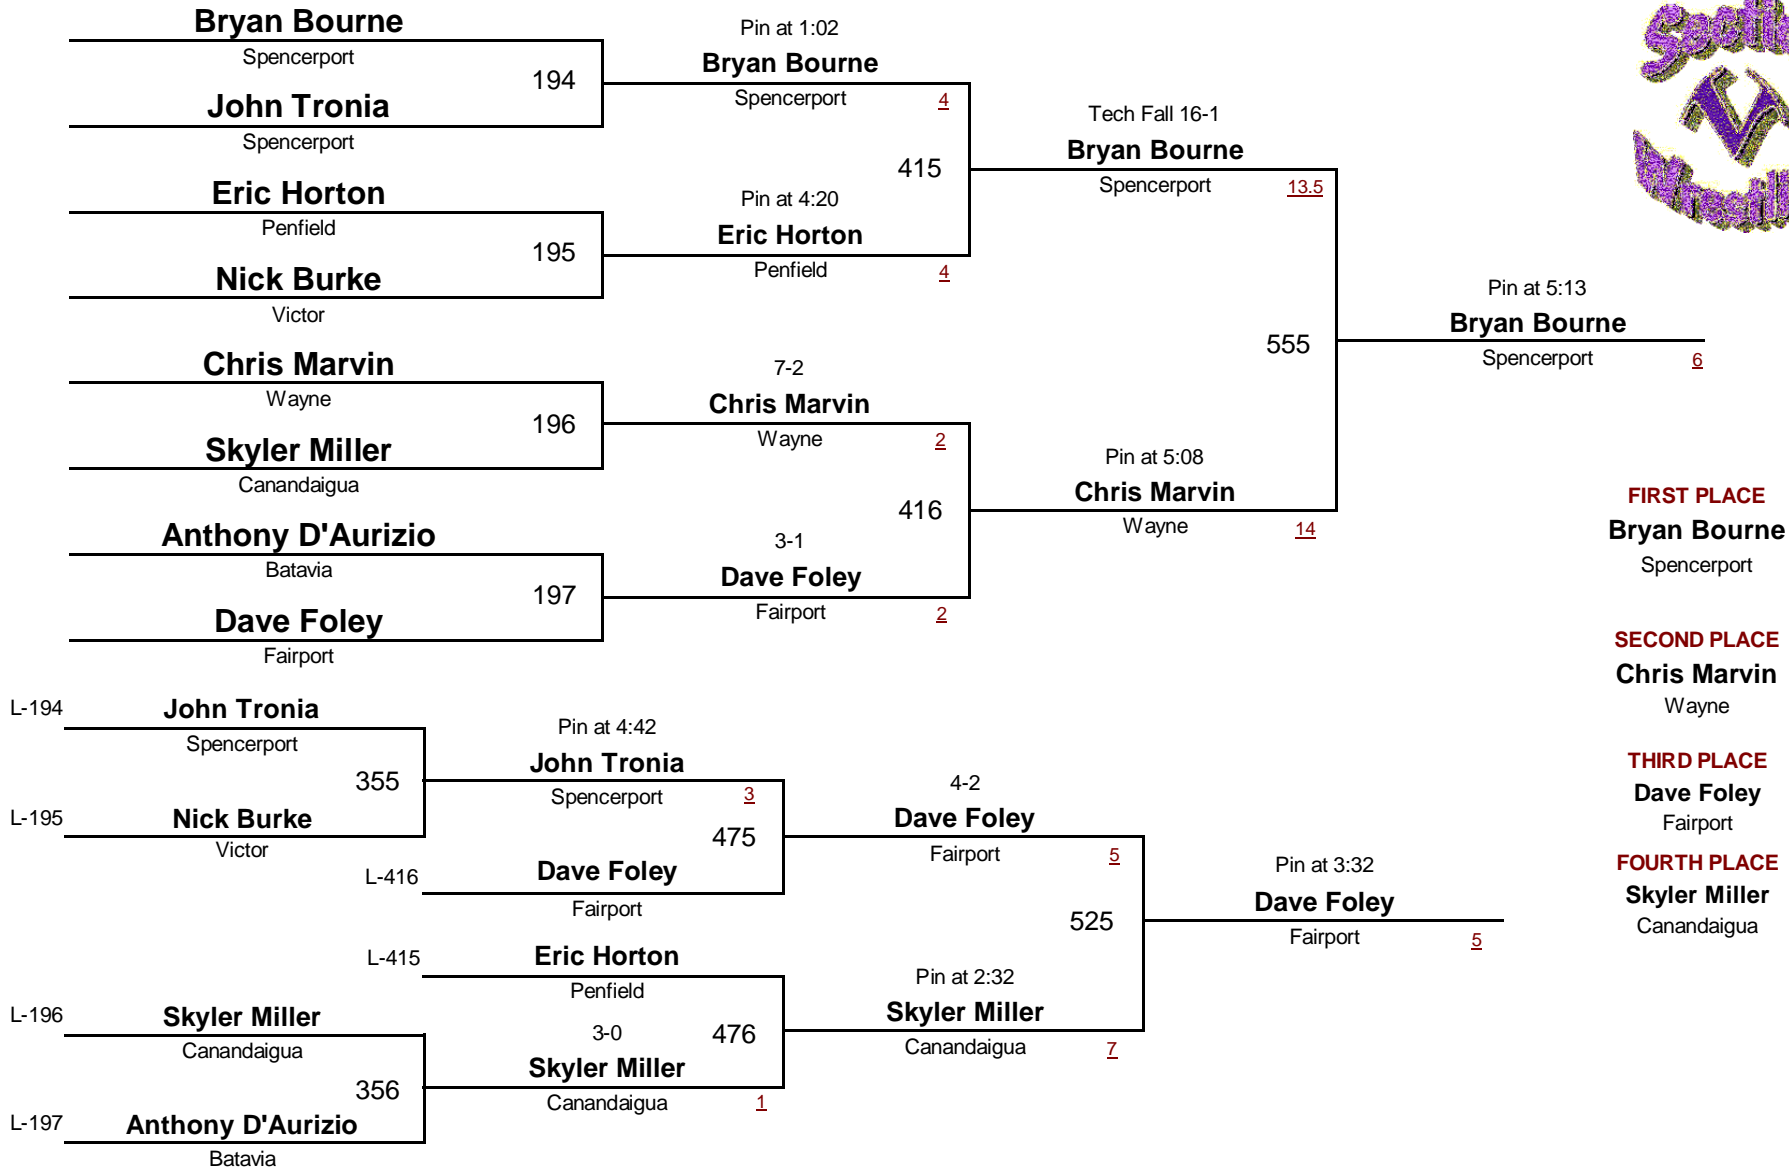 Bryan Bourne
Spencerport
194
John Tronia
Spencerport
Eric Horton
Penfield
195
Nick Burke
Victor
Chris Marvin
Wayne
196
Skyler Miller
Canandaigua
Anthony D'Aurizio
Batavia
197
Dave Foley
Fairport
Pin at 1:02
Bryan Bourne
Spencerport
4
415
Pin at 4:20
Eric Horton
Penfield
4
7-2
Chris Marvin
Wayne
2
416
3-1
Dave Foley
Fairport
2
Tech Fall 16-1
Bryan Bourne
Spencerport
13.5
555
Pin at 5:08
Chris Marvin
Wayne
14
Pin at 5:13
Bryan Bourne
Spencerport
6
V
FIRST PLACE
Bryan Bourne
Spencerport
SECOND PLACE
Chris Marvin
Wayne
THIRD PLACE
Dave Foley
Fairport
FOURTH PLACE
Skyler Miller
Canandaigua
L-194
John Tronia
Spencerport
355
L-195
Nick Burke
Victor
Pin at 4:42
John Tronia
Spencerport
3
475
L-416
Dave Foley
Fairport
L-415
Eric Horton
Penfield
476
L-196
Skyler Miller
Canandaigua
356
L-197
Anthony D'Aurizio
Batavia
3-0
Skyler Miller
Canandaigua
1
4-2
Dave Foley
Fairport
5
525
Pin at 2:32
Skyler Miller
Canandaigua
7
Pin at 3:32
Dave Foley
Fairport
5